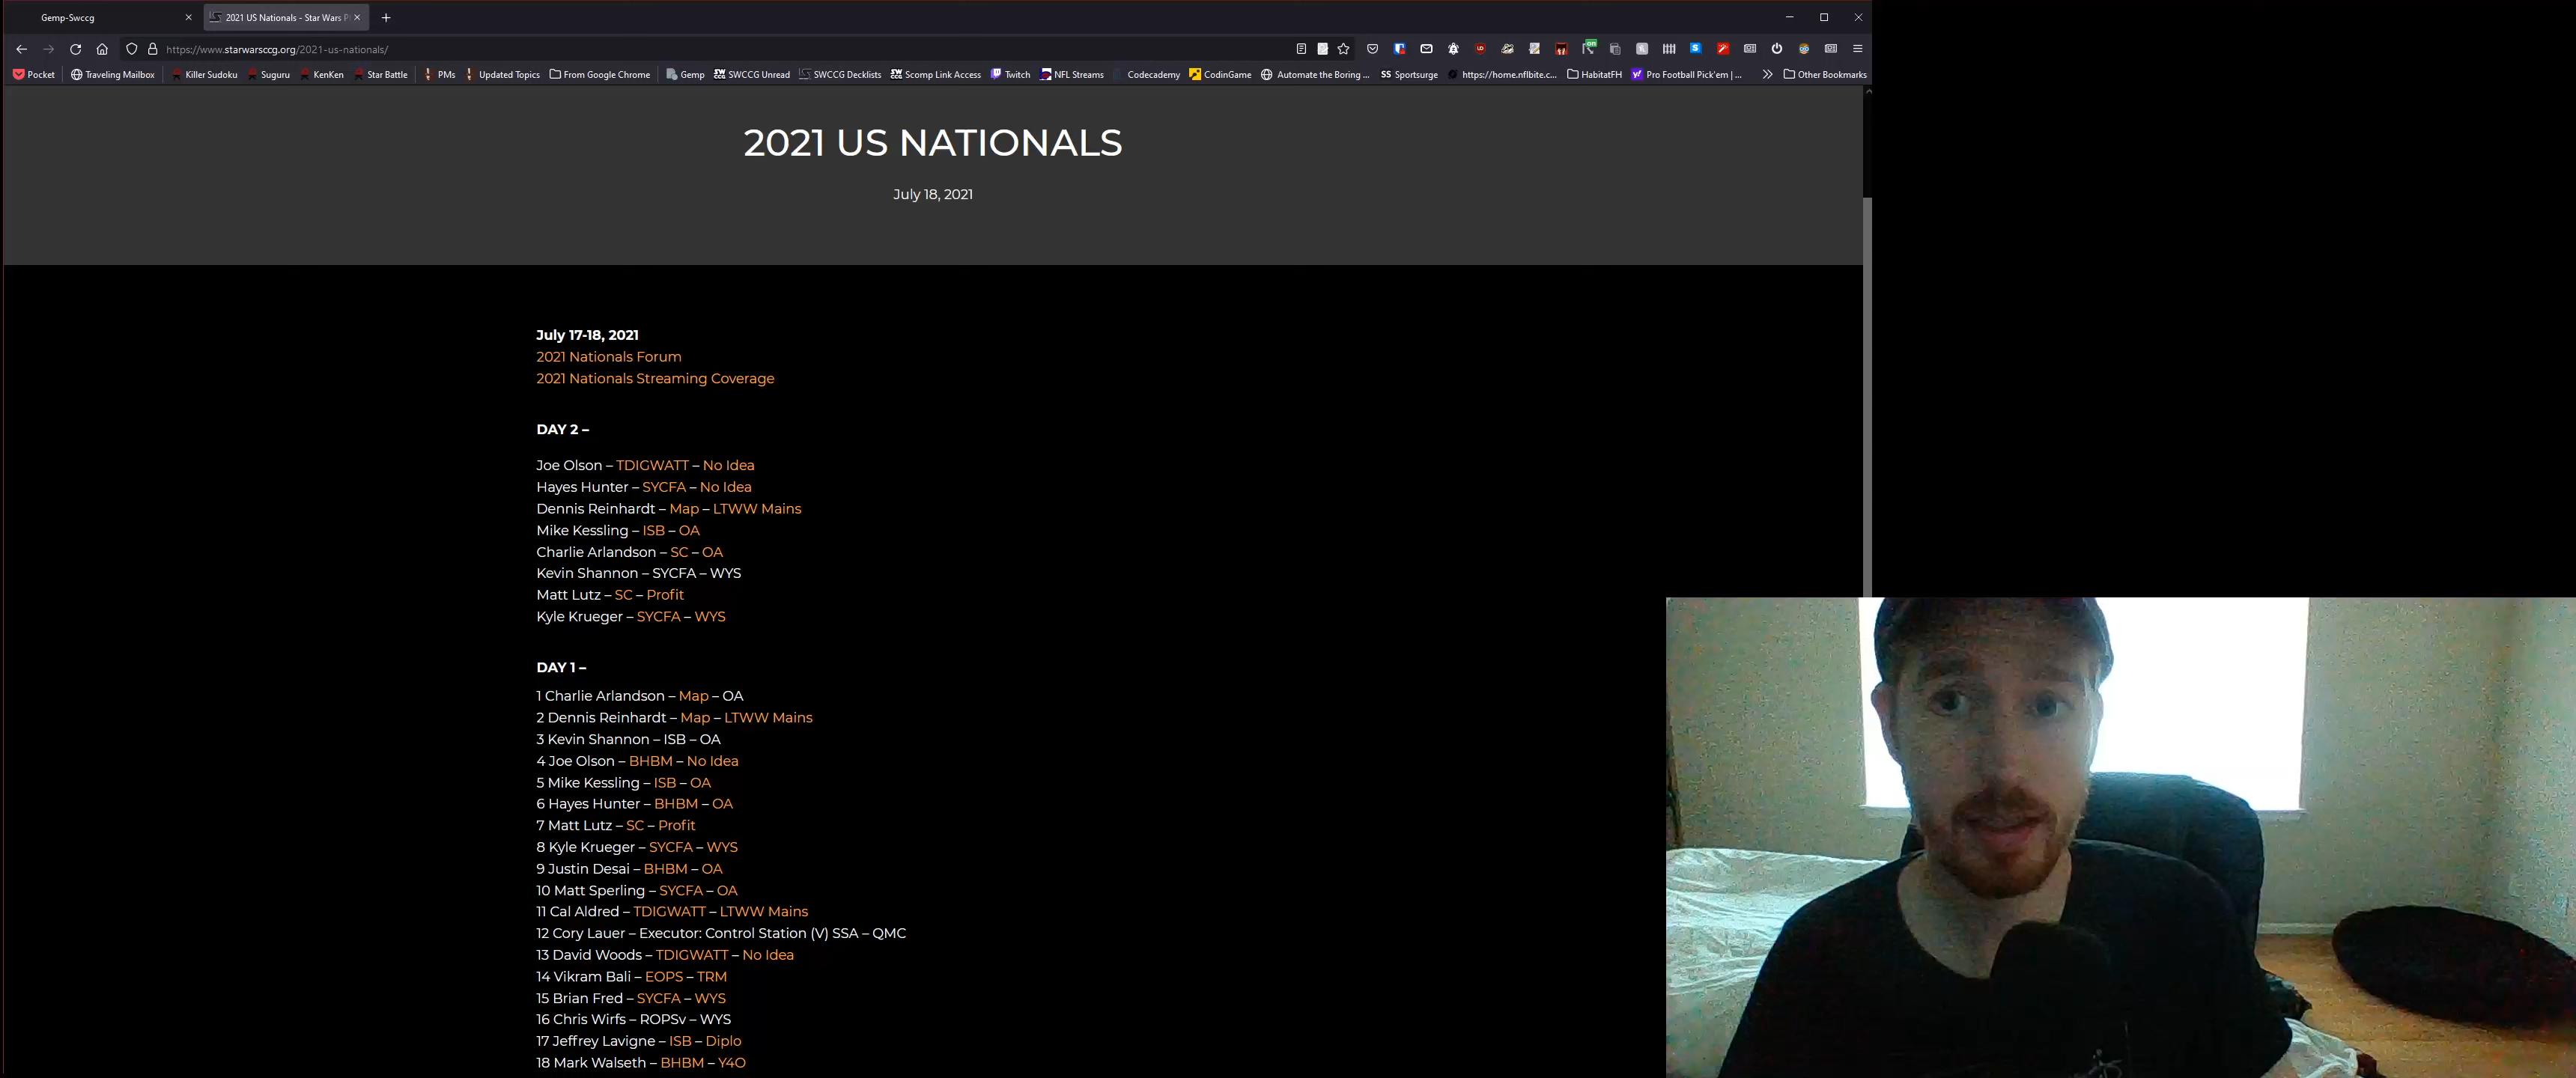 Gemp-Swccg
2021 US Nationals - Star Wars P
https://www.starwarsccg.org/2021-us-nationals/
on
Pocket Traveling Mailbox Killer Sudoku Suguru KenKen Star Battle PMs Updated Topics From Google Chrome Gemp SWCCG Unread SWCCG Decklists Scomp Link Access Twitch NFL Streams Codecademy CodinGame Automate the Boring ... SS Sportsurge https://home.nflbite.c... HabitatFH Pro Football Pick'em | ... Other Bookmarks
2021 US NATIONALS
July 18, 2021
July 17-18, 2021
2021 Nationals Forum
2021 Nationals Streaming Coverage
DAY 2 –
Joe Olson – TDIGWATT – No Idea
Hayes Hunter – SYCFA – No Idea
Dennis Reinhardt – Map – LTWW Mains
Mike Kessling – ISB – OA
Charlie Arlandson – SC – OA
Kevin Shannon – SYCFA – WYS
Matt Lutz – SC – Profit
Kyle Krueger – SYCFA – WYS
DAY 1 –
1 Charlie Arlandson – Map – OA
2 Dennis Reinhardt – Map – LTWW Mains
3 Kevin Shannon – ISB – OA
4 Joe Olson – BHBM – No Idea
5 Mike Kessling – ISB – OA
6 Hayes Hunter – BHBM – OA
7 Matt Lutz – SC – Profit
8 Kyle Krueger – SYCFA – WYS
9 Justin Desai – BHBM – OA
10 Matt Sperling – SYCFA – OA
11 Cal Aldred – TDIGWATT – LTWW Mains
12 Cory Lauer – Executor: Control Station (V) SSA – QMC
13 David Woods – TDIGWATT – No Idea
14 Vikram Bali – EOPS – TRM
15 Brian Fred – SYCFA – WYS
16 Chris Wirfs – ROPSv – WYS
17 Jeffrey Lavigne – ISB – Diplo
18 Mark Walseth – BHBM – Y4O